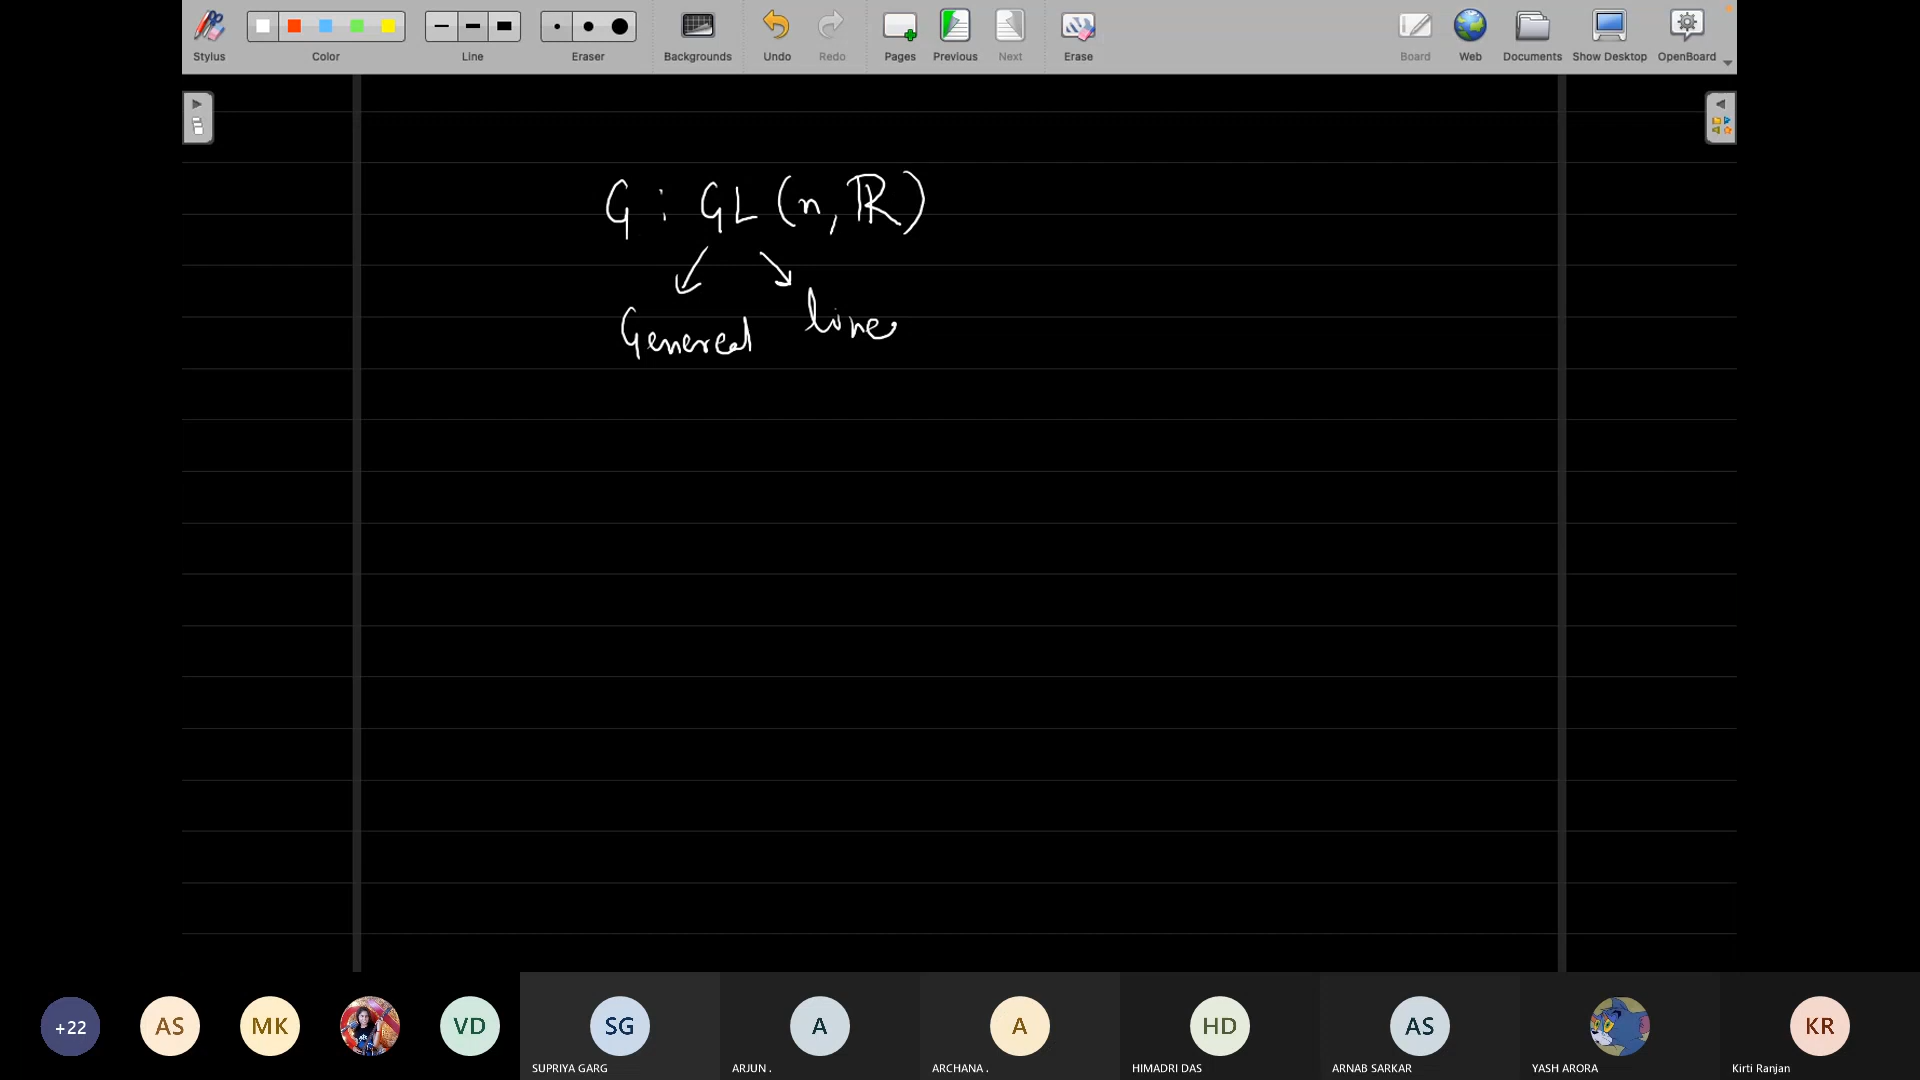 Stylus Color Line Eraser Backgrounds Undo Redo Pages Previous Next Erase Board Web Documents Show Desktop OpenBoard
G : GL (n, ℝ)
General line
+22 AS MK VD SG A A HD AS KR
SUPRIYA GARG ARJUN . ARCHANA . HIMADRI DAS ARNAB SARKAR YASH ARORA Kirti Ranjan